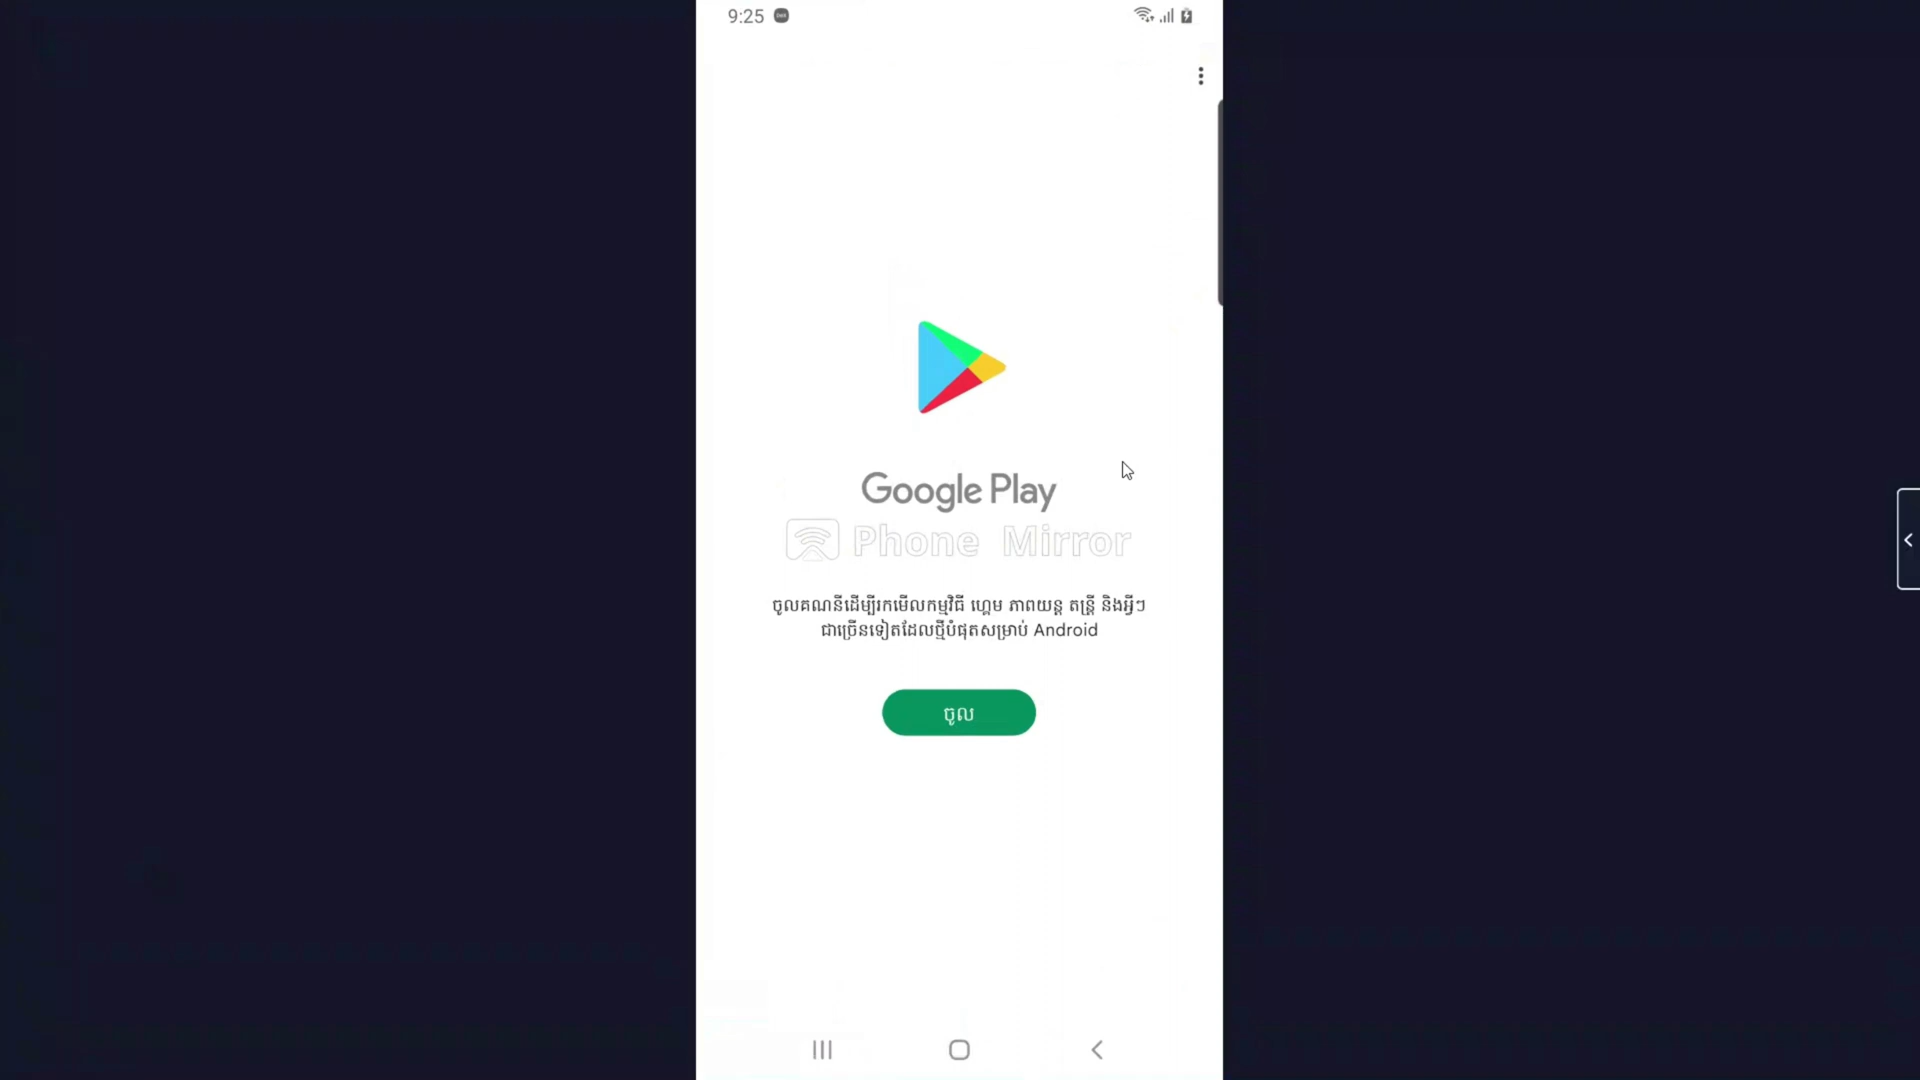 9:25
Google Play
Phone Mirror
ចូលគណនីដើម្បីរកមើលកម្មវិធី ហ្គេម ភាពយន្ត តន្ត្រី និងអ្វីៗ
ជាច្រើនទៀតដែលថ្មីបំផុតសម្រាប់ Android
ចូល